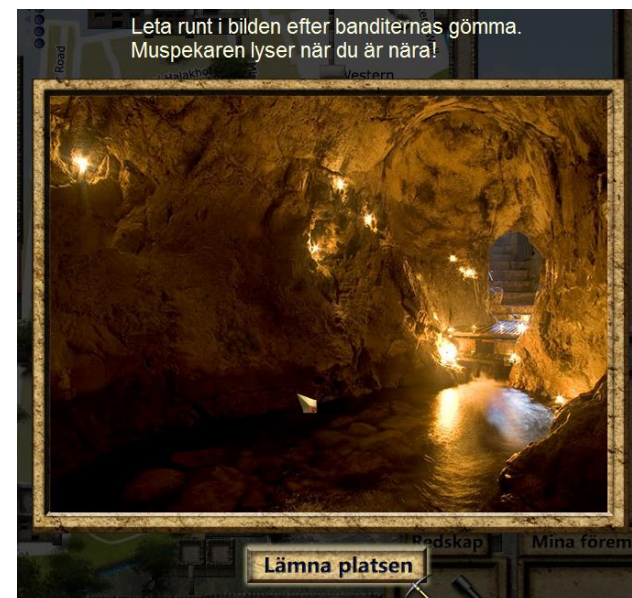 Leta runt i bilden efter banditernas gömma.
Muspekaren lyser när du är nära!
Road
Halakhor
Western
Redskap
Mina förem
Lämna platsen